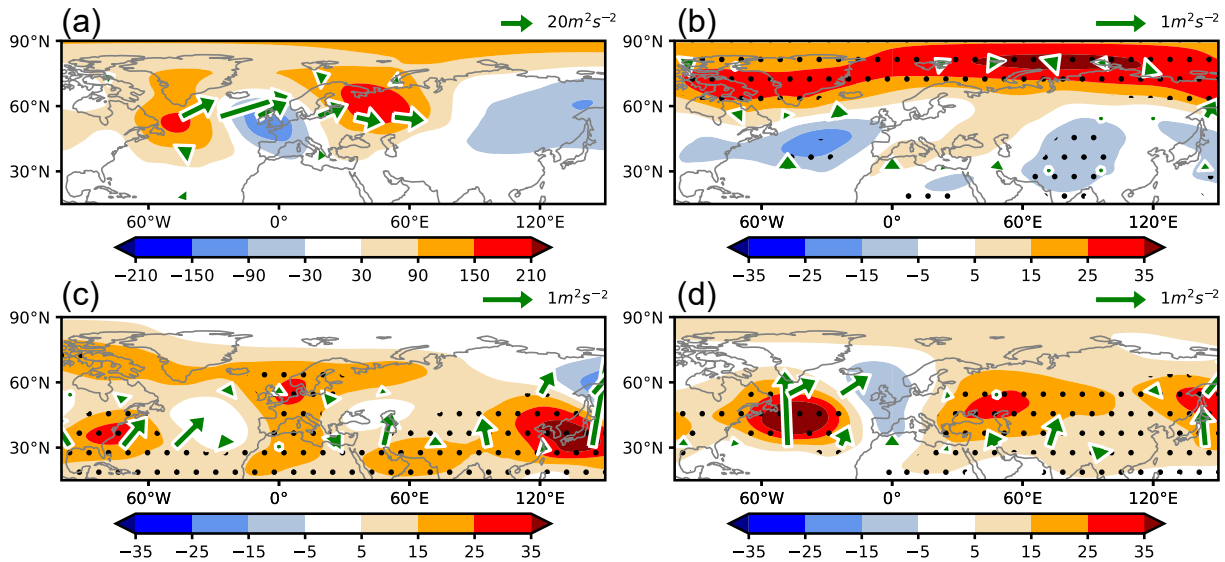 (a) 20m²s⁻² (b) 1m²s⁻²
90°N 90°N
60°N 60°N
30°N 30°N
60°W 0° 60°E 120°E 60°W 0° 60°E 120°E
−210 −150 −90 −30 30 90 150 210 −35 −25 −15 −5 5 15 25 35
(c) 1m²s⁻² (d) 1m²s⁻²
90°N 90°N
60°N 60°N
30°N 30°N
60°W 0° 60°E 120°E 60°W 0° 60°E 120°E
−35 −25 −15 −5 5 15 25 35 −35 −25 −15 −5 5 15 25 35